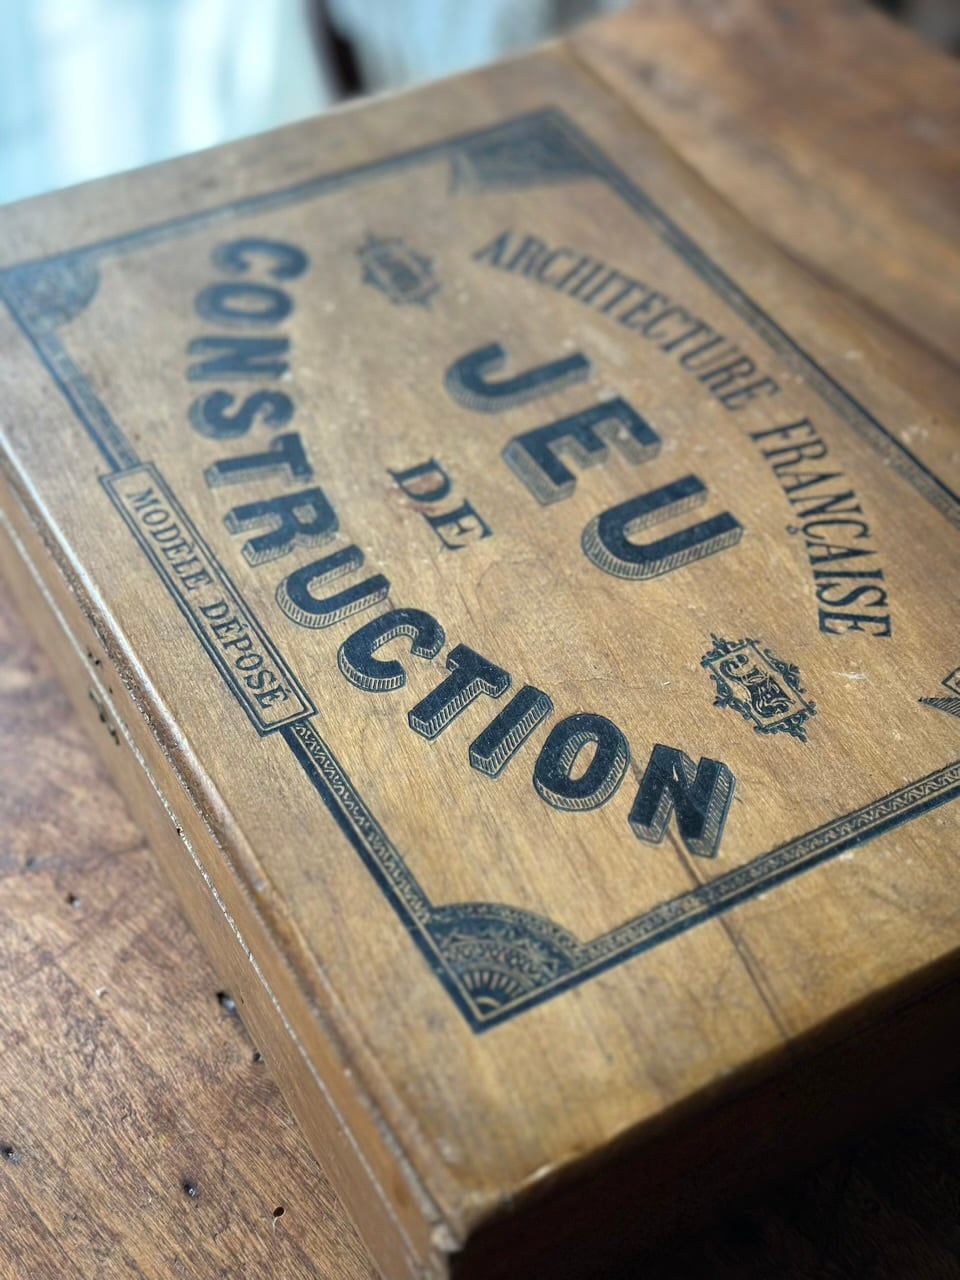 ARCHITECTURE FRANÇAISE
JEU
DE
CONSTRUCTION
MODÈLE DÉPOSÉ